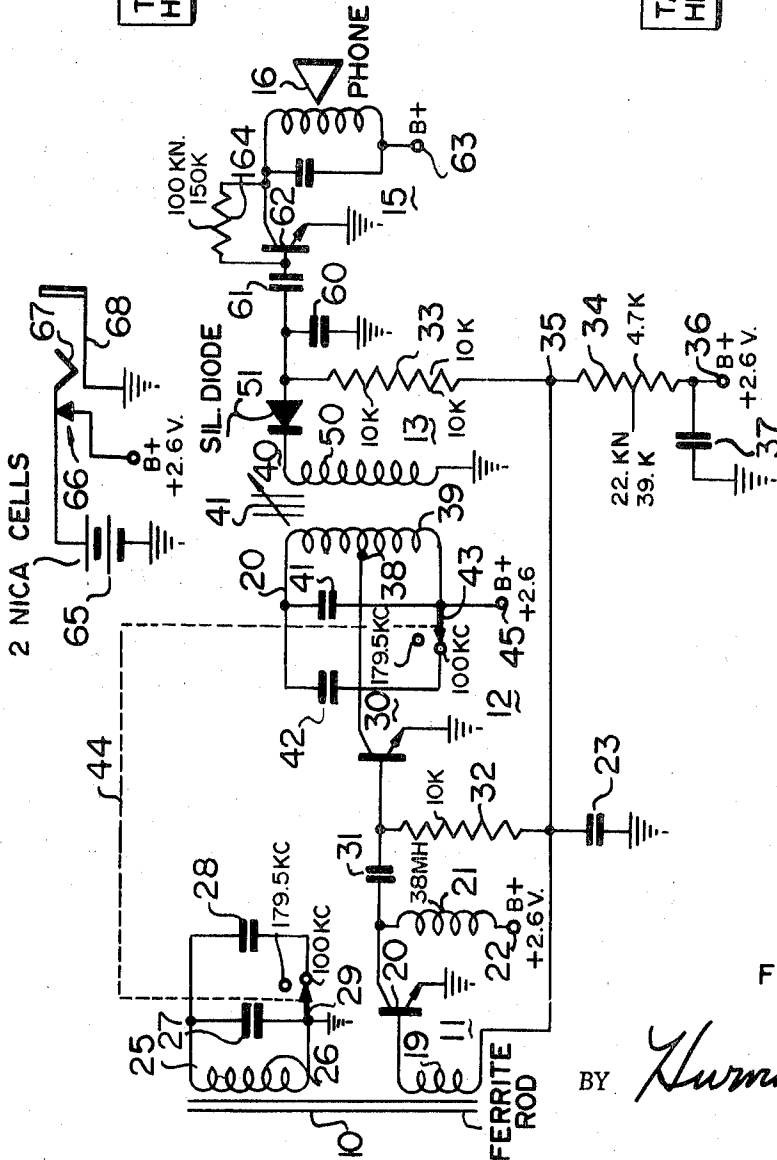 2 NICA CELLS
65
66
67
68
B+
+2.6 V.
44
100 KN.
150K
164
16
PHONE
62
61
15
63
B+
60
SIL. DIODE
51
40
50
13
33
10K
10K
10K
41
39
20
41
38
43
42
179.5KC
100KC
45
B+
+2.6
30
12
35
34
4.7K
22. KN
39. K
36
B+
+2.6 V.
37
25
27
28
179.5KC
100KC
29
26
31
38MH
21
22
B+
+2.6 V.
10K
32
23
20
19
11
10
FERRITE
ROD
F
BY